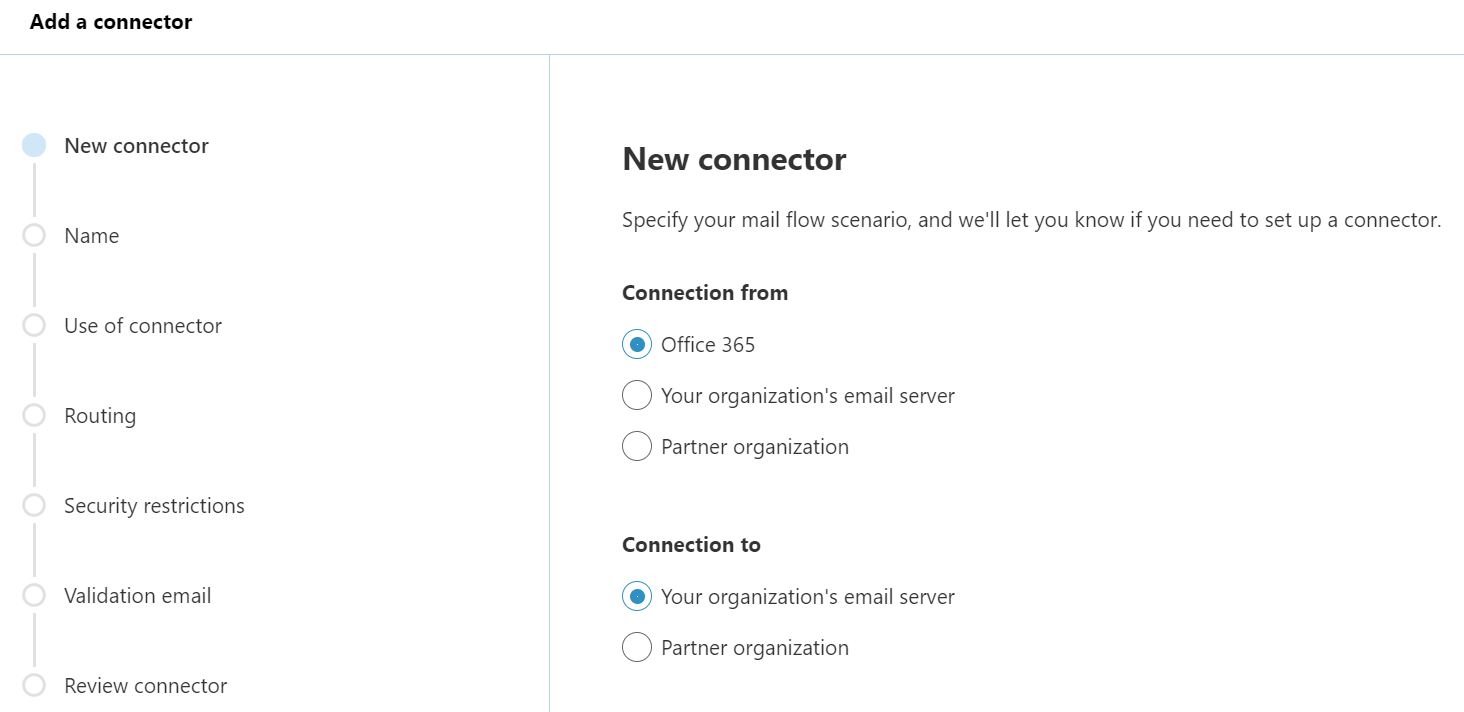 Add a connector
New connector
Name
Use of connector
Routing
Security restrictions
Validation email
Review connector
New connector
Specify your mail flow scenario, and we'll let you know if you need to set up a connector.
Connection from
Office 365
Your organization's email server
Partner organization
Connection to
Your organization's email server
Partner organization